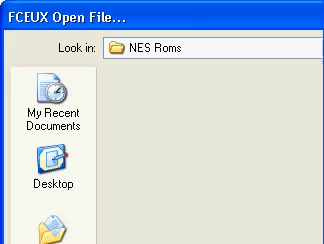 FCEUX Open File...
Look in: NES Roms
My Recent
Documents
Desktop